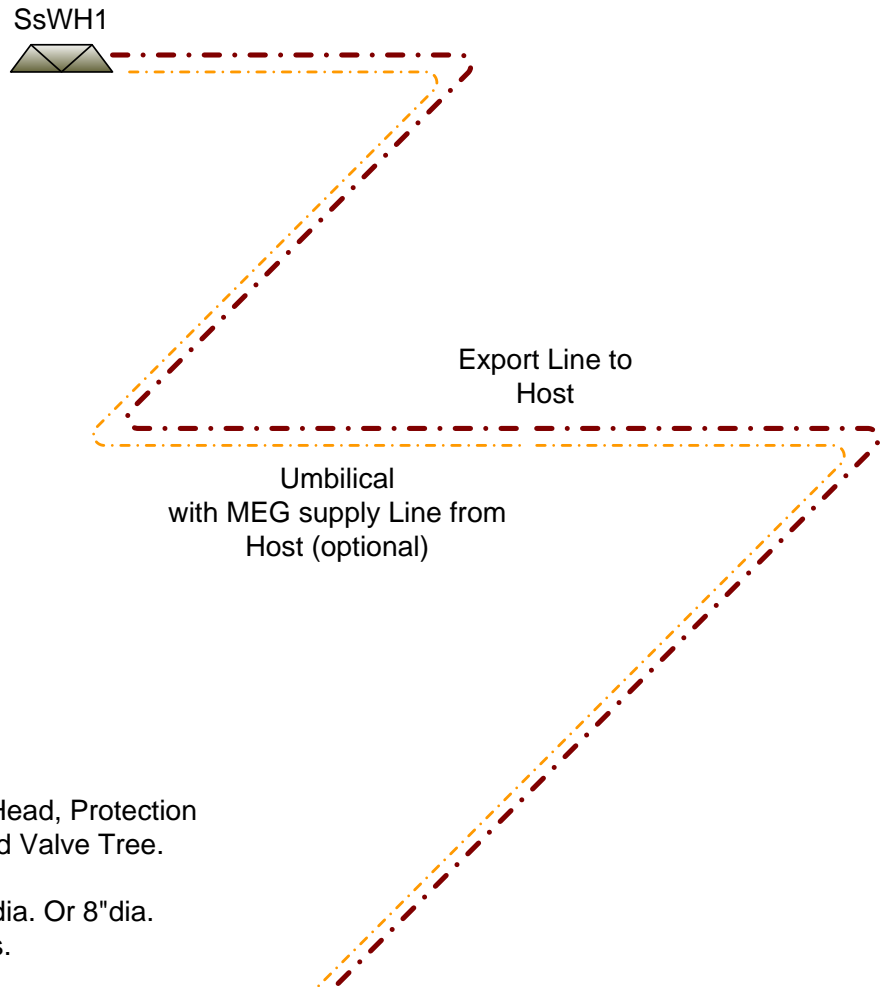 SsWH1
Export Line to
Host
Umbilical
with MEG supply Line from
Host (optional)
Head, Protection
d Valve Tree.
dia. Or 8"dia.
s.